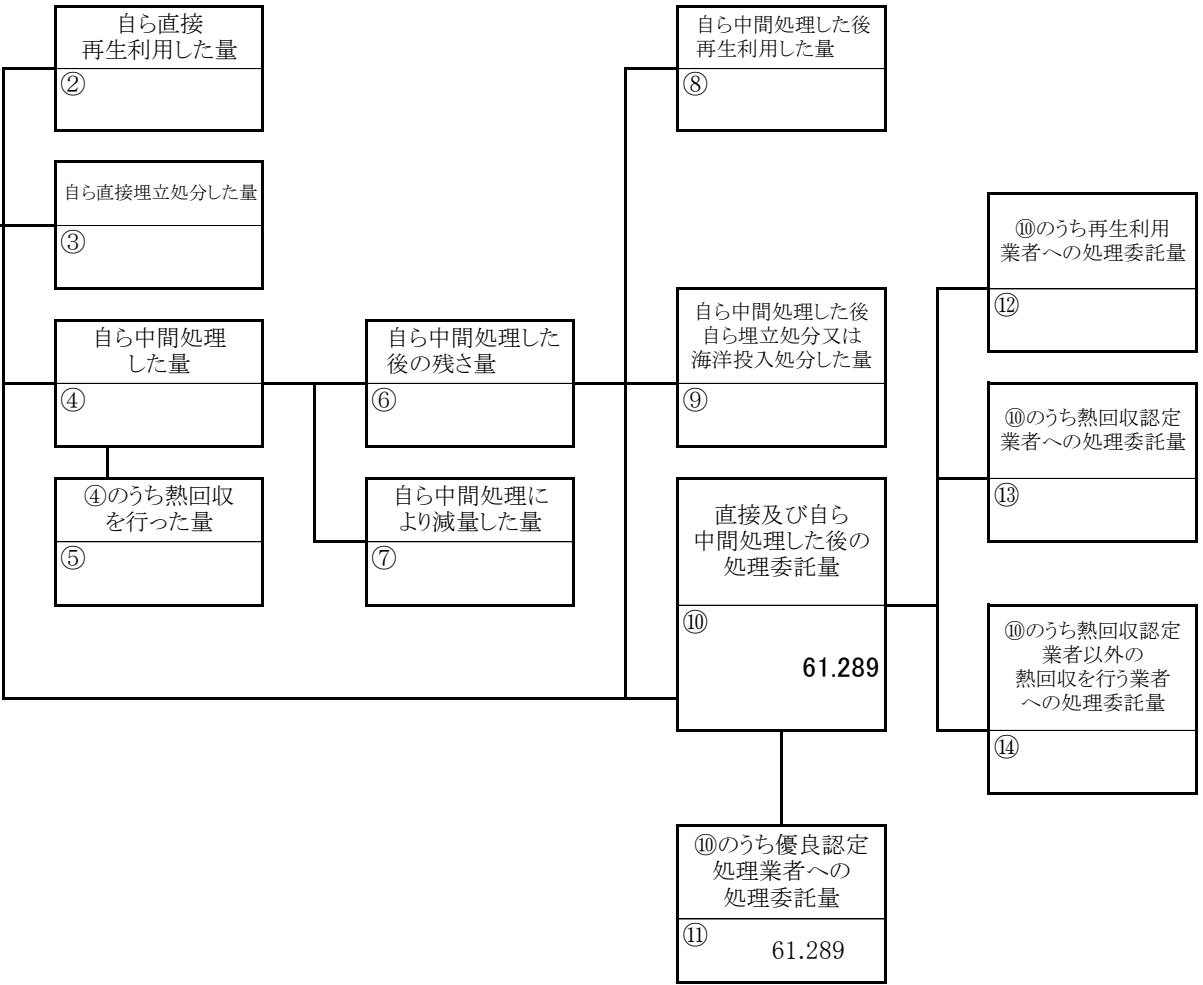 自ら直接
再生利用した量
②
自ら直接埋立処分した量
③
自ら中間処理
した量
④
④のうち熱回収
を行った量
⑤
自ら中間処理した
後の残さ量
⑥
自ら中間処理に
より減量した量
⑦
自ら中間処理した後
再生利用した量
⑧
自ら中間処理した後
自ら埋立処分又は
海洋投入処分した量
⑨
直接及び自ら
中間処理した後の
処理委託量
⑩
61.289
⑩のうち優良認定
処理業者への
処理委託量
⑪ 61.289
⑩のうち再生利用
業者への処理委託量
⑫
⑩のうち熱回収認定
業者への処理委託量
⑬
⑩のうち熱回収認定
業者以外の
熱回収を行う業者
への処理委託量
⑭